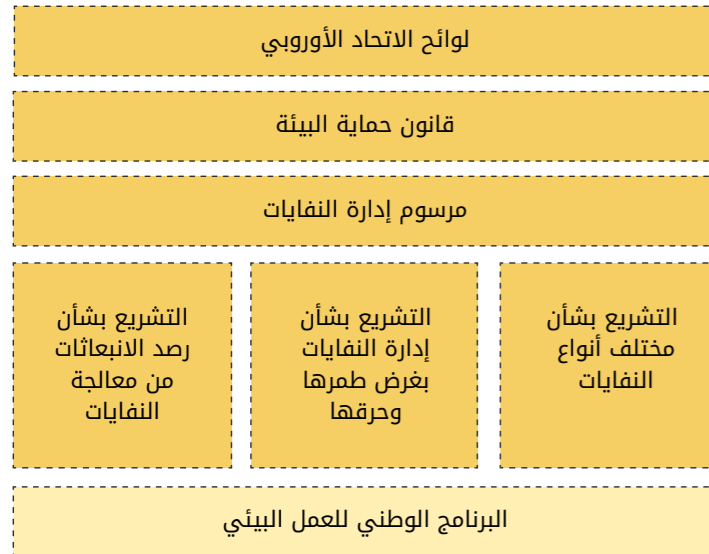 لوائح الاتحاد الأوروبي
قانون حماية البيئة
مرسوم إدارة النفايات
التشريع بشأن
مختلف أنواع
النفايات
التشريع بشأن
إدارة النفايات
بغرض طمرها
وحرقها
التشريع بشأن
رصد الانبعاثات
من معالجة
النفايات
البرنامج الوطني للعمل البيئي